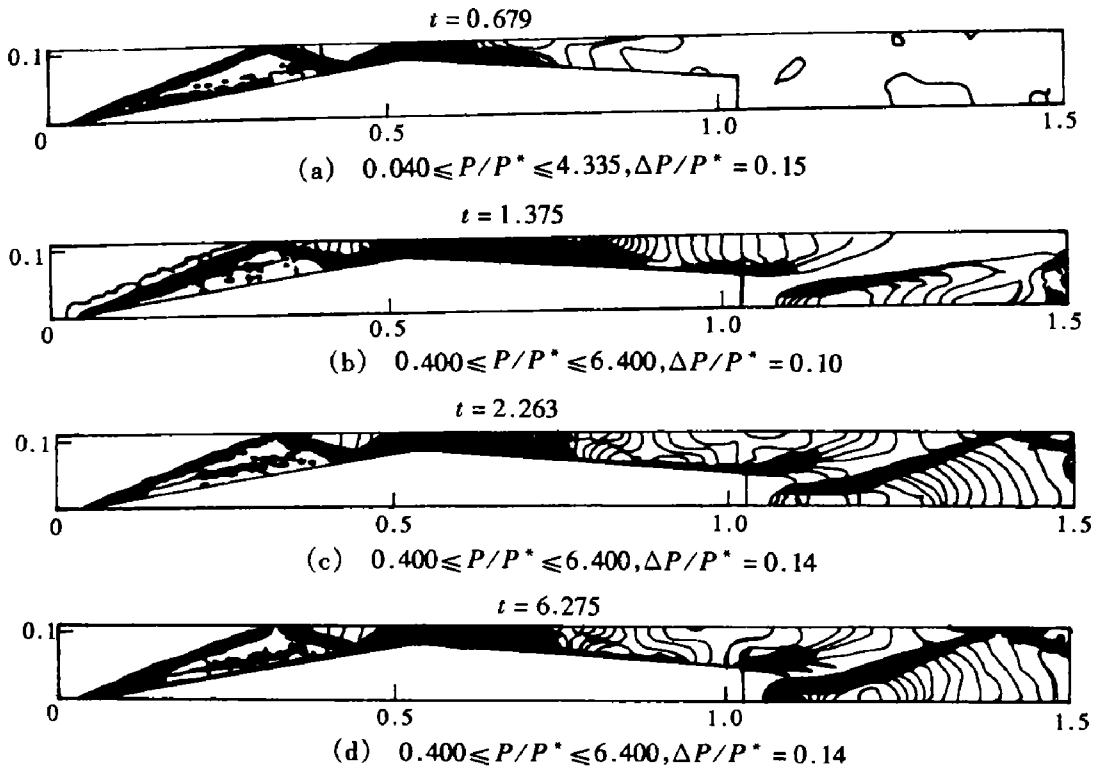 t = 0.679
0.1
0 0.5 1.0 1.5
(a) 0.040≤P/P* ≤4.335,ΔP/P* = 0.15
t = 1.375
0.1
0 0.5 1.0 1.5
(b) 0.400≤P/P* ≤6.400,ΔP/P* = 0.10
t = 2.263
0.1
0 0.5 1.0 1.5
(c) 0.400≤P/P* ≤6.400,ΔP/P* = 0.14
t = 6.275
0.1
0 0.5 1.0 1.5
(d) 0.400≤P/P* ≤6.400,ΔP/P* = 0.14